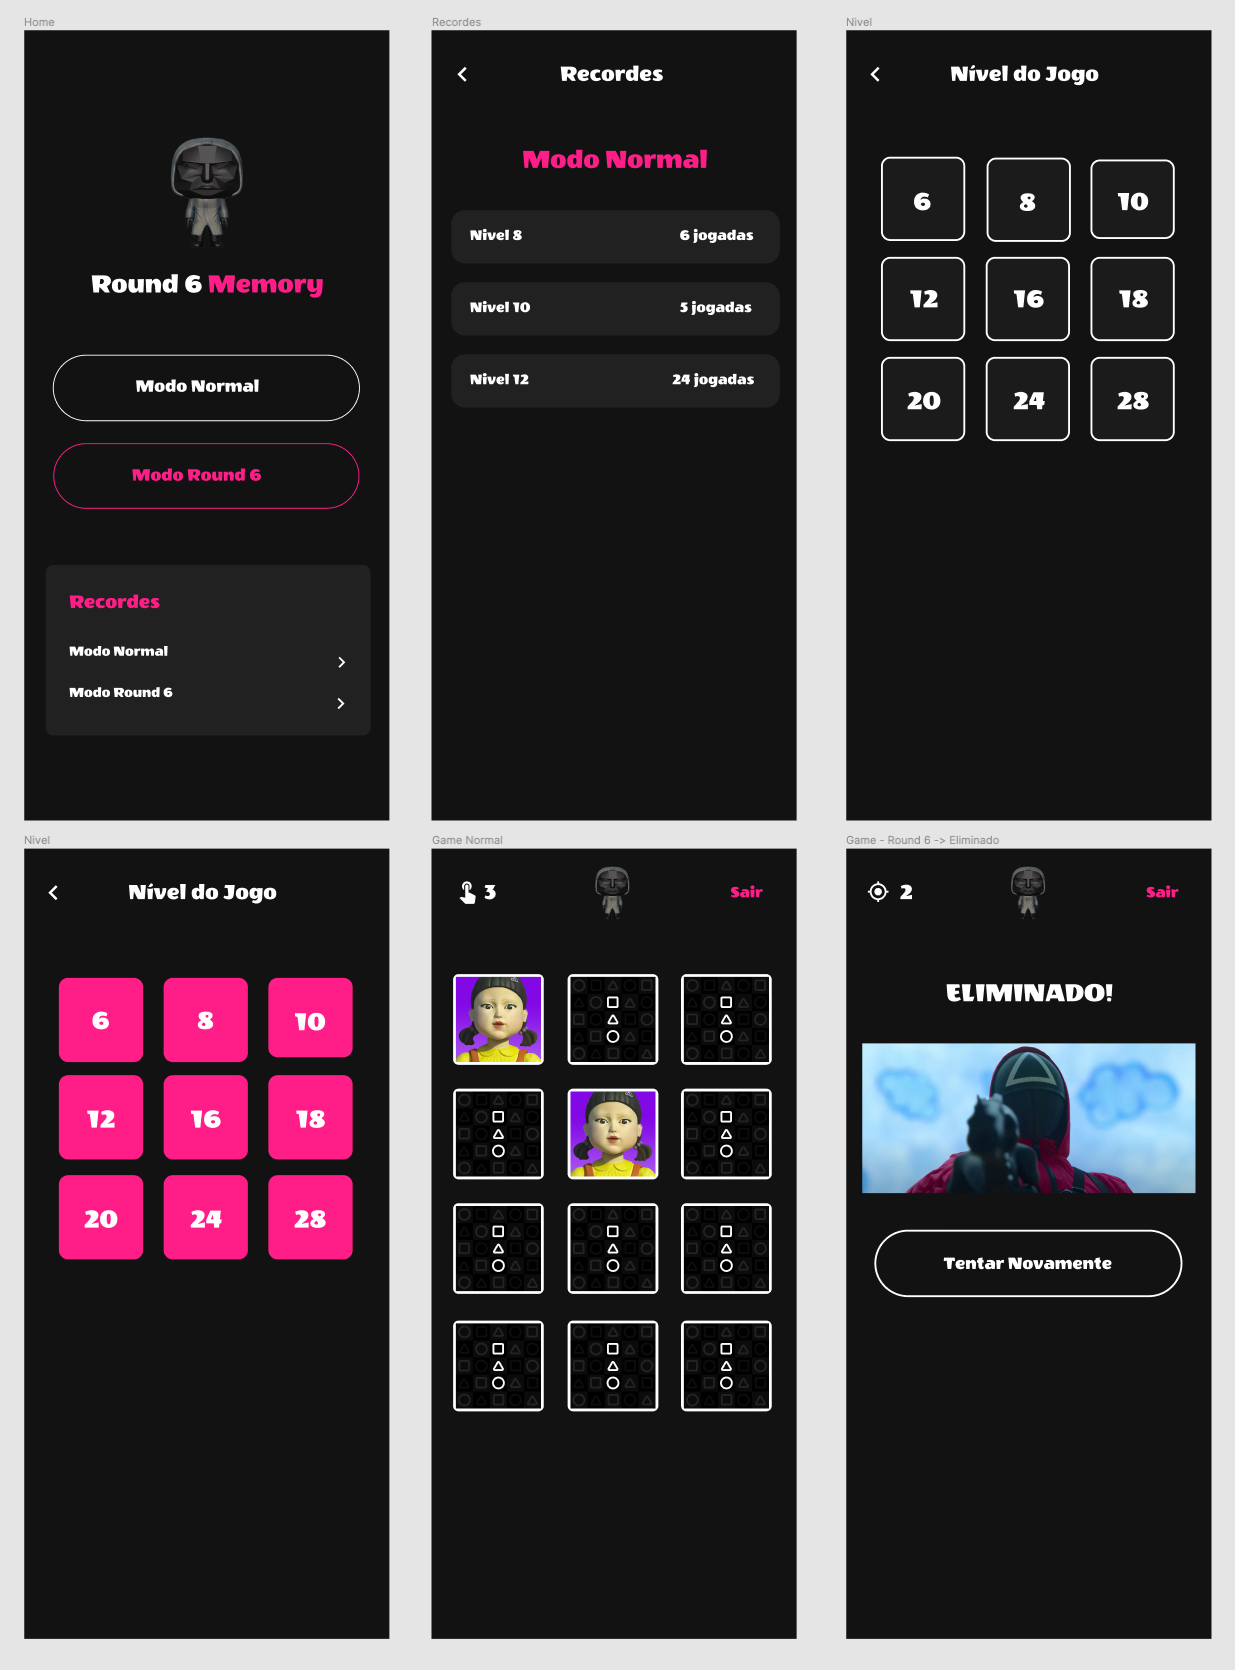 Home
Round 6 Memory
Modo Normal
Modo Round 6
Recordes
Modo Normal
Modo Round 6
Recordes
Recordes
Modo Normal
Nivel 8 6 jogadas
Nivel 10 5 jogadas
Nivel 12 24 jogadas
Nivel
Nível do Jogo
6 8 10
12 16 18
20 24 28
Nivel
Nível do Jogo
6 8 10
12 16 18
20 24 28
Game Normal
3 Sair
Game - Round 6 -> Eliminado
2 Sair
ELIMINADO!
Tentar Novamente